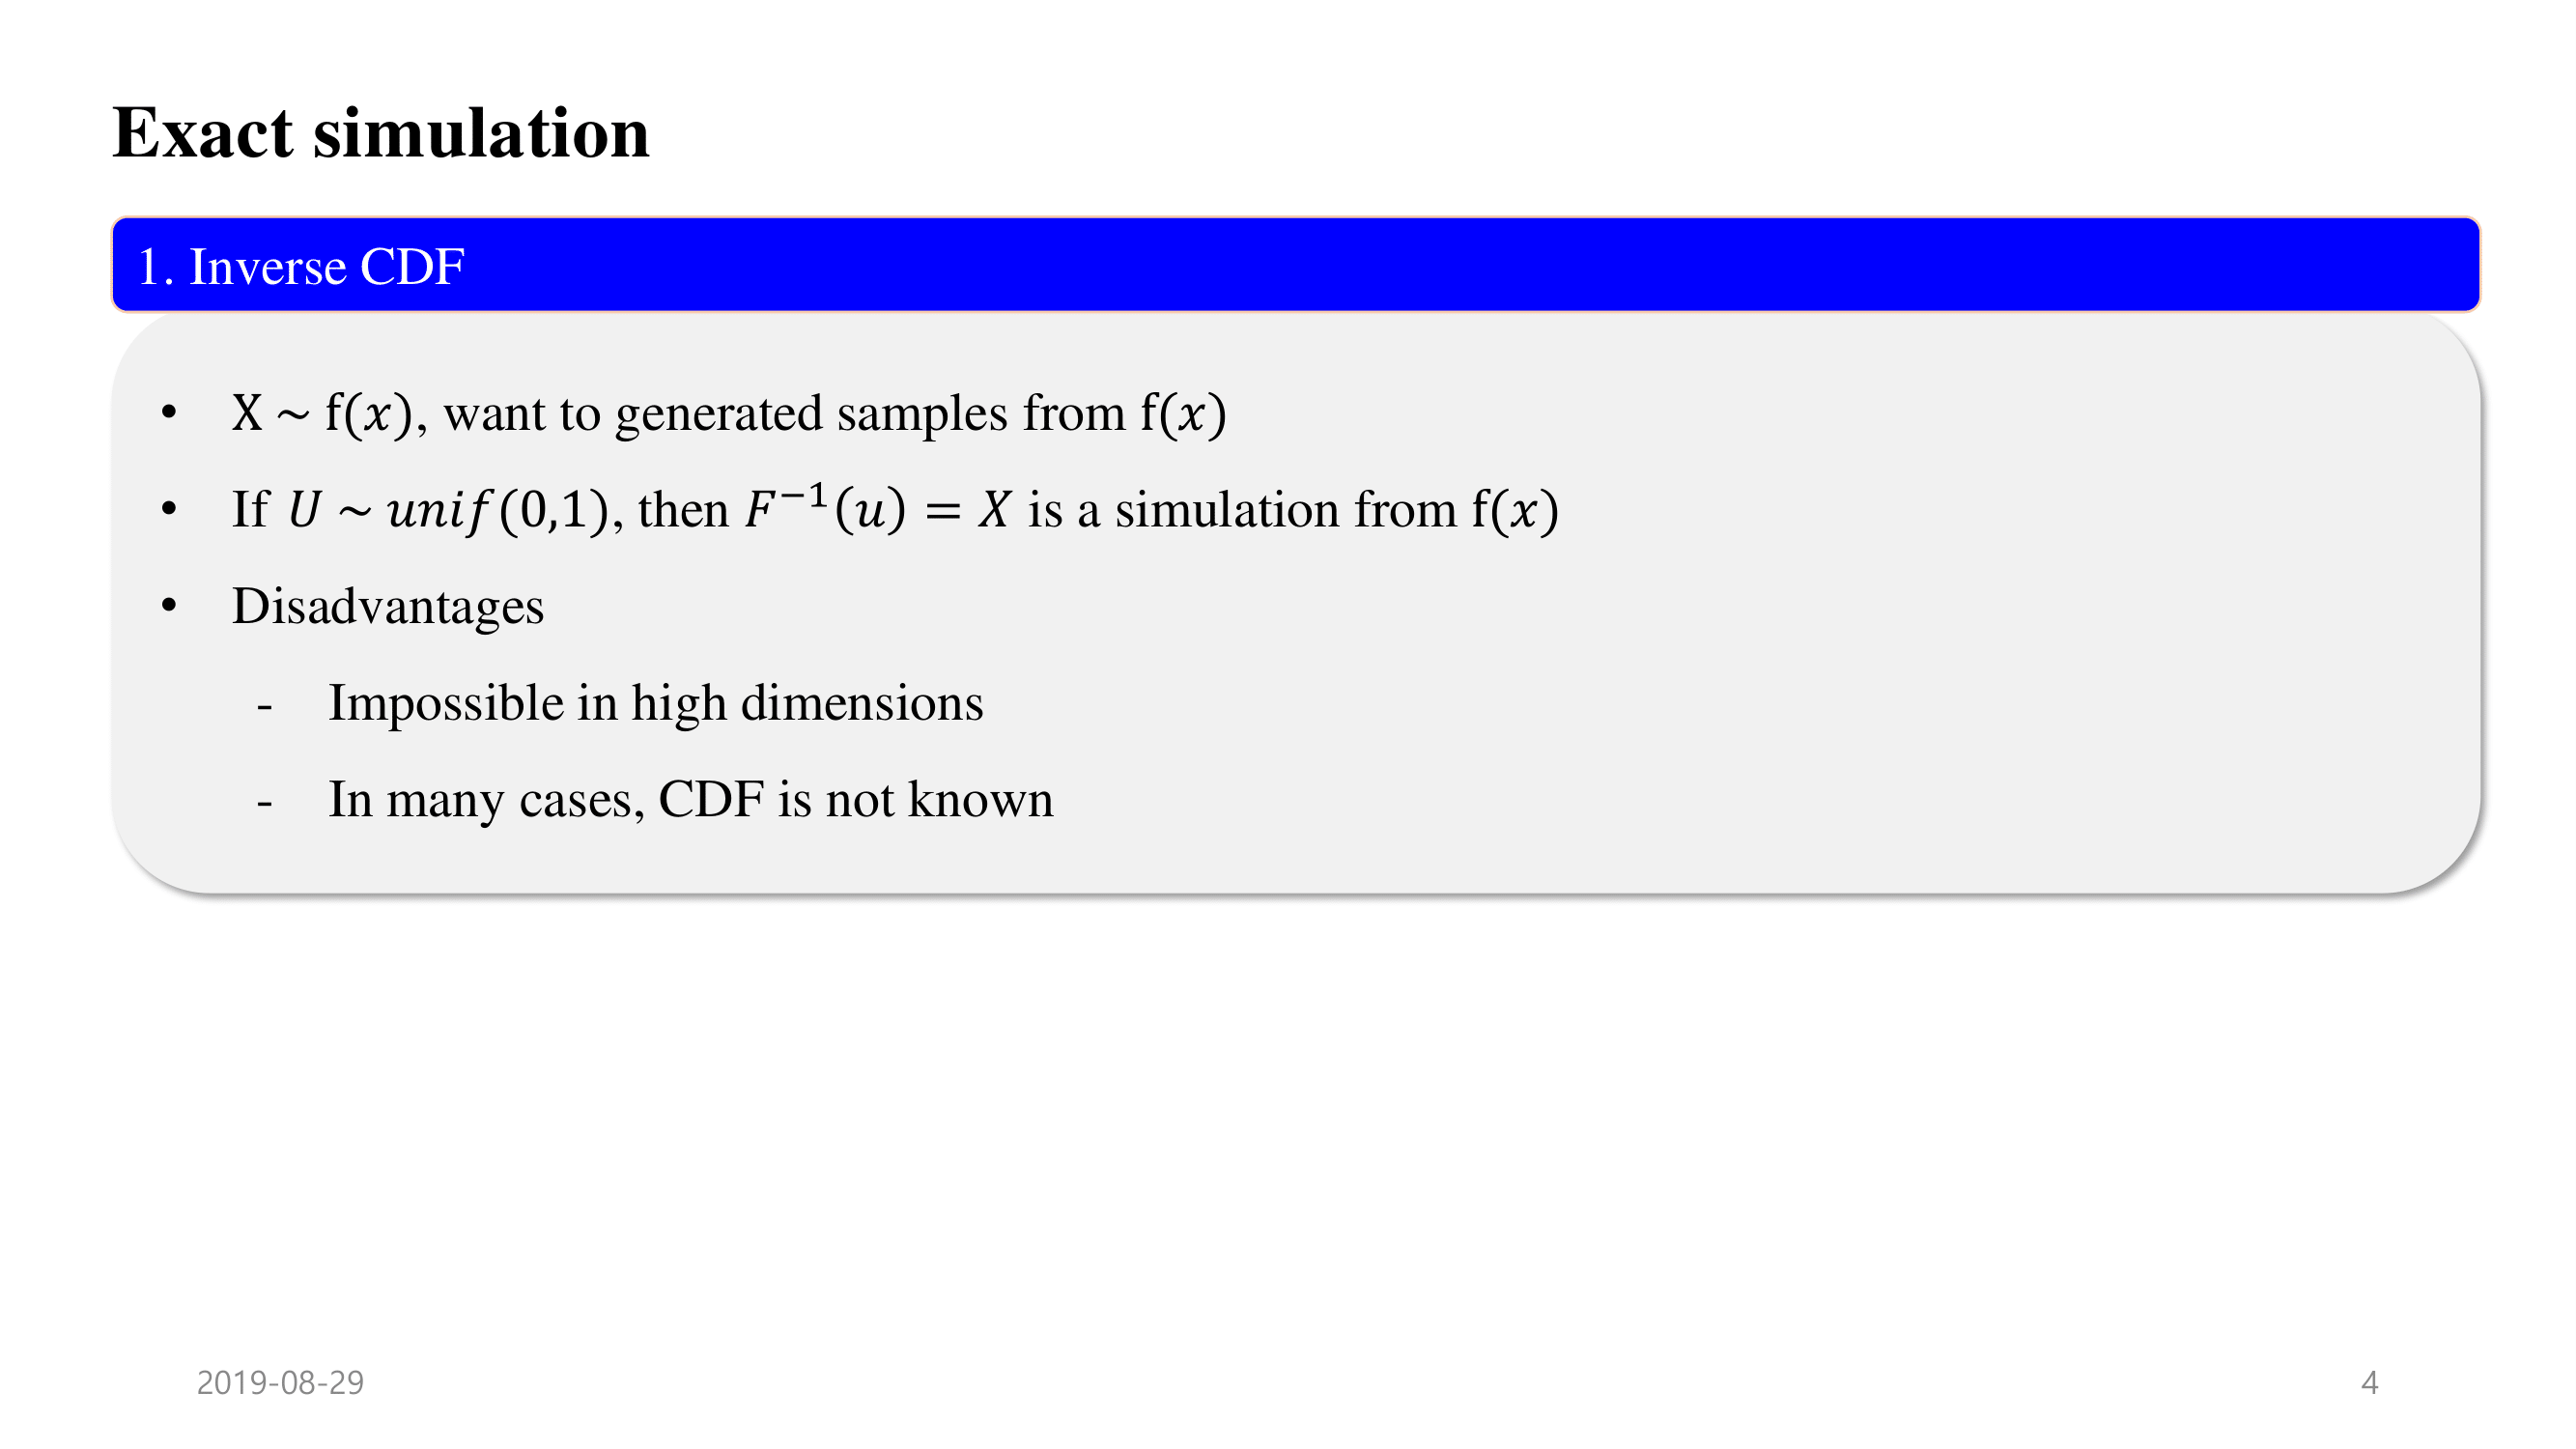 Exact simulation
1. Inverse CDF
• X ~ f(𝑥), want to generated samples from f(𝑥)
• If 𝑈 ~ 𝑢𝑛𝑖𝑓(0,1), then 𝐹⁻¹(𝑢) = 𝑋 is a simulation from f(𝑥)
• Disadvantages
- Impossible in high dimensions
- In many cases, CDF is not known
2019-08-29
4